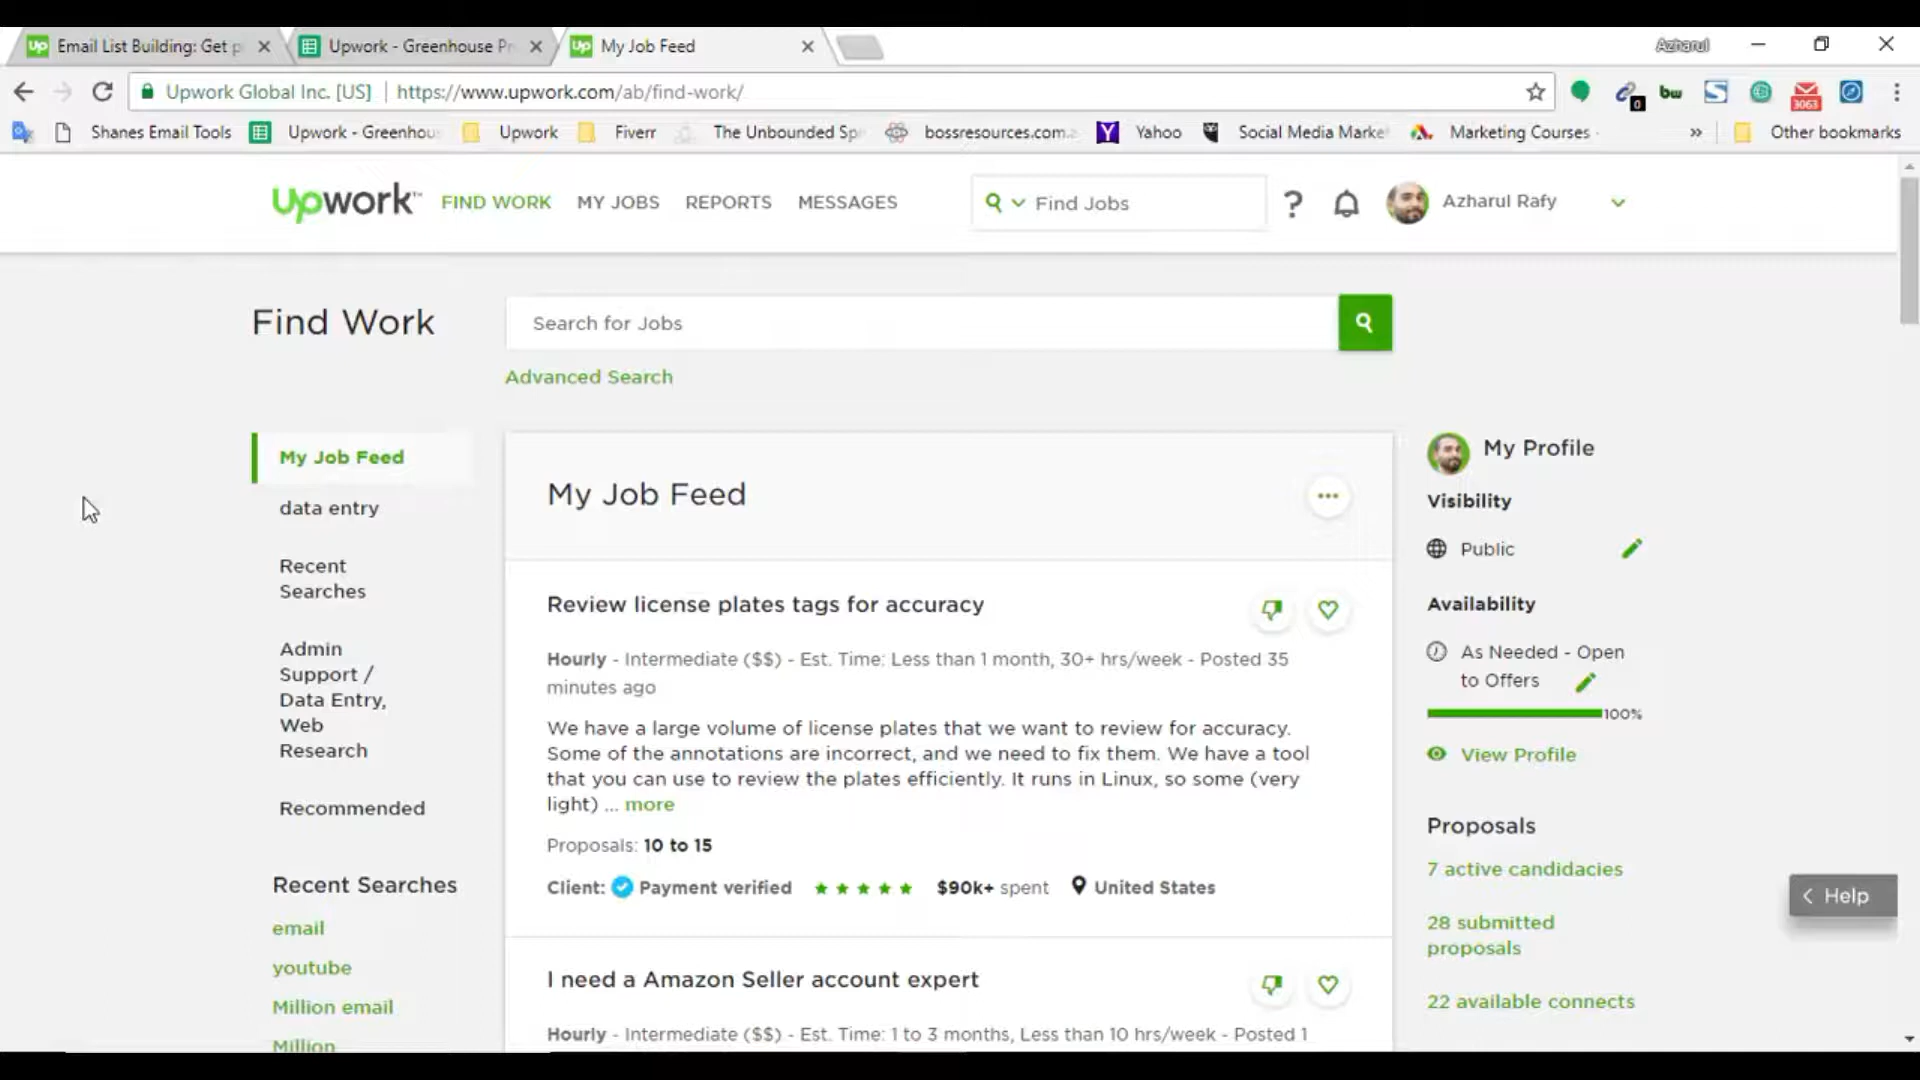 Email List Building: Get p
Upwork - Greenhouse Pr
My Job Feed
Azharul
Upwork Global Inc. [US]
https://www.upwork.com/ab/find-work/
0
bw
3063
Shanes Email Tools
Upwork - Greenhou
Upwork
Fiverr
The Unbounded Sp
bossresources.com
Yahoo
Social Media Marke
Marketing Courses
»
Other bookmarks
Upwork™
FIND WORK
MY JOBS
REPORTS
MESSAGES
Find Jobs
?
Azharul Rafy
Find Work
Search for Jobs
Advanced Search
My Job Feed
data entry
Recent
Searches
Admin
Support /
Data Entry,
Web
Research
Recommended
Recent Searches
email
youtube
Million email
Million
My Job Feed
Review license plates tags for accuracy
Hourly - Intermediate ($$) - Est. Time: Less than 1 month, 30+ hrs/week - Posted 35
minutes ago
We have a large volume of license plates that we want to review for accuracy.
Some of the annotations are incorrect, and we need to fix them. We have a tool
that you can use to review the plates efficiently. It runs in Linux, so some (very
light) ... more
Proposals: 10 to 15
Client: Payment verified $90k+ spent United States
I need a Amazon Seller account expert
Hourly - Intermediate ($$) - Est. Time: 1 to 3 months, Less than 10 hrs/week - Posted 1
My Profile
Visibility
Public
Availability
As Needed - Open
to Offers
100%
View Profile
Proposals
7 active candidacies
28 submitted
proposals
22 available connects
Help